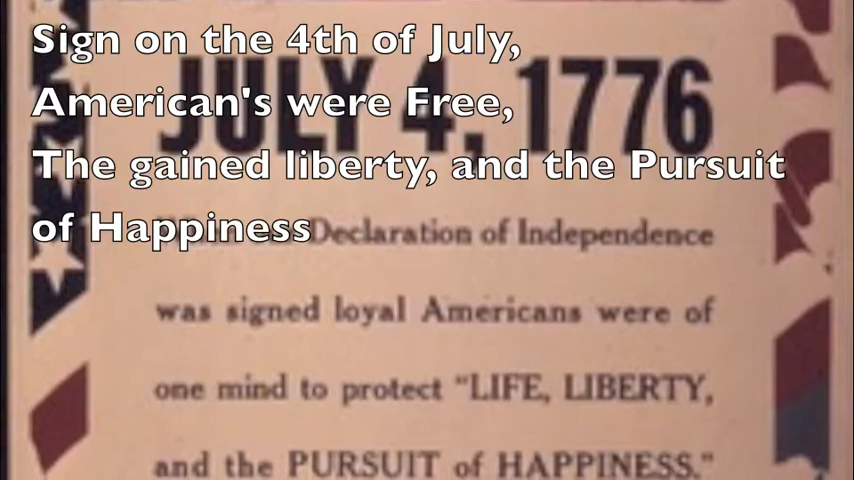 Sign on the 4th of July,
American's were Free,
The gained liberty, and the Pursuit
of Happiness
JULY 4, 1776
Declaration of Independence
was signed loyal Americans were of
one mind to protect "LIFE, LIBERTY,
and the PURSUIT of HAPPINESS."